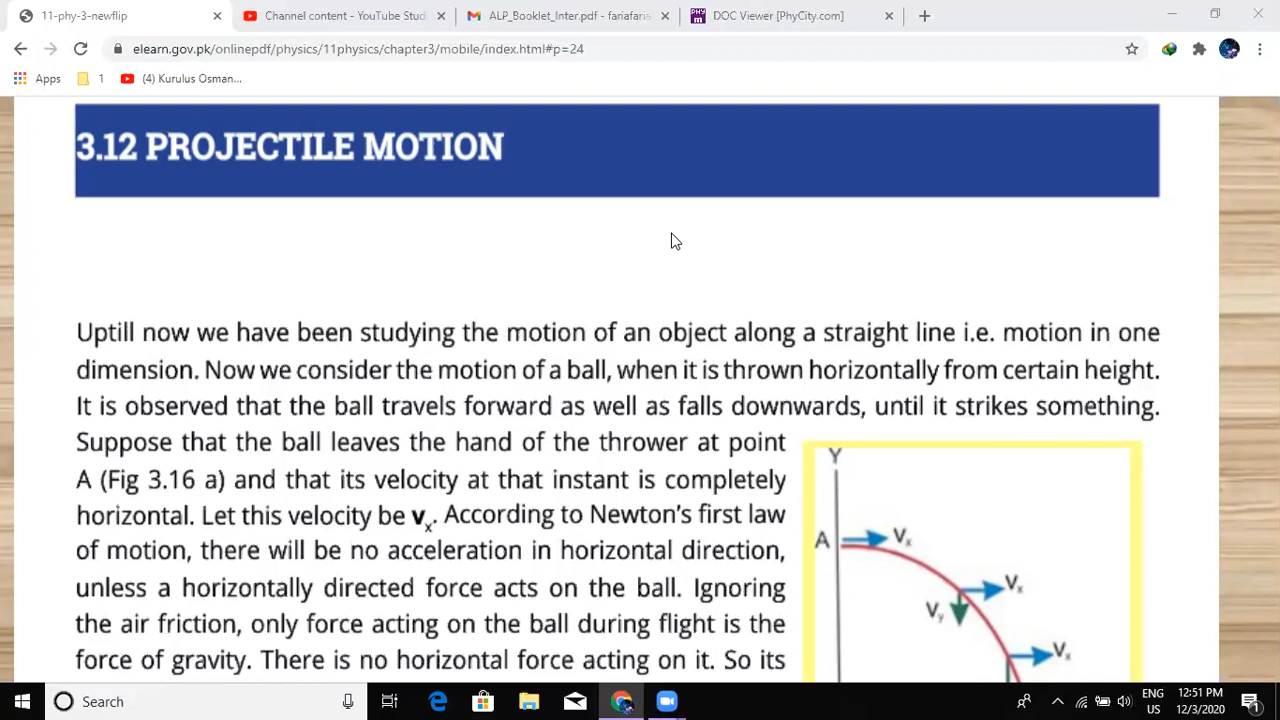 11-phy-3-newflip
Channel content - YouTube Studi
ALP_Booklet_Inter.pdf - fariafaria
DOC Viewer [PhyCity.com]
elearn.gov.pk/onlinepdf/physics/11physics/chapter3/mobile/index.html#p=24
Apps
1
(4) Kurulus Osman...
3.12 PROJECTILE MOTION
Uptill now we have been studying the motion of an object along a straight line i.e. motion in one
dimension. Now we consider the motion of a ball, when it is thrown horizontally from certain height.
It is observed that the ball travels forward as well as falls downwards, until it strikes something.
Suppose that the ball leaves the hand of the thrower at point
A (Fig 3.16 a) and that its velocity at that instant is completely
horizontal. Let this velocity be vx. According to Newton's first law
of motion, there will be no acceleration in horizontal direction,
unless a horizontally directed force acts on the ball. Ignoring
the air friction, only force acting on the ball during flight is the
force of gravity. There is no horizontal force acting on it. So its
Y
A
Vx
Vx
Vy
Vx
Search
ENG
US
12:51 PM
12/3/2020
1